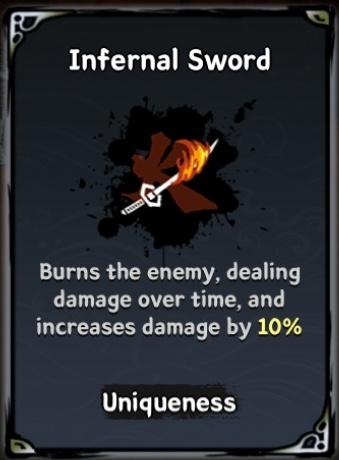 Infernal Sword
Burns the enemy, dealing
damage over time, and
increases damage by 10%
Uniqueness